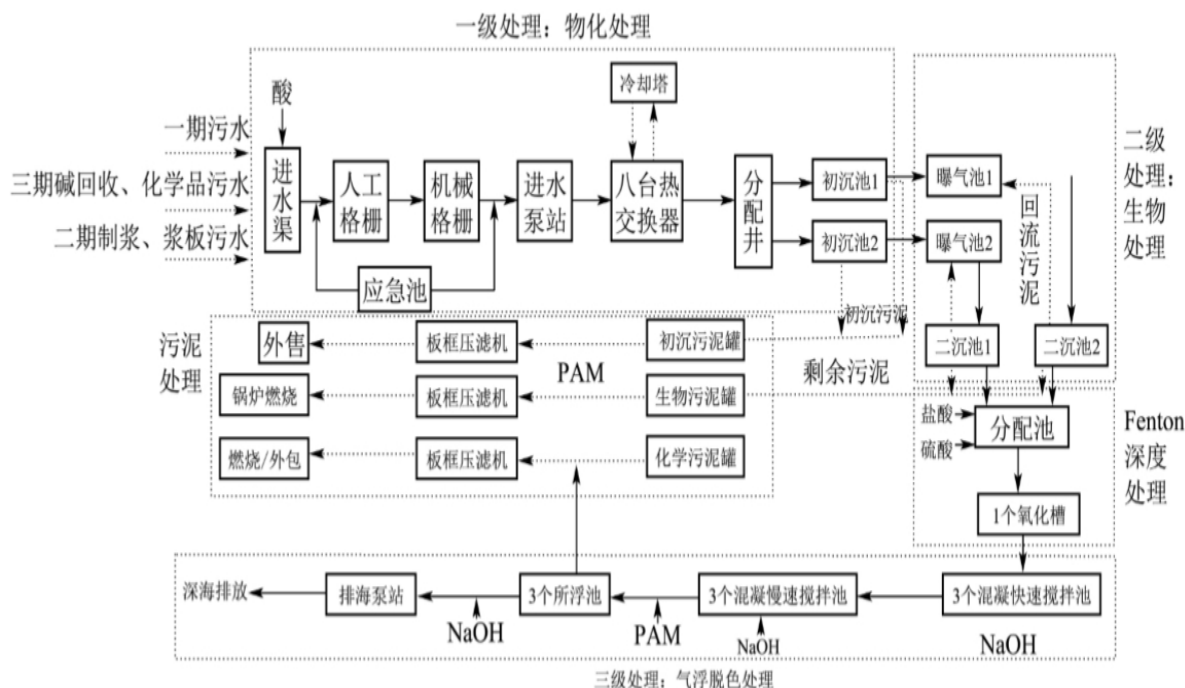 一级处理：物化处理
酸
冷却塔
一期污水
三期碱回收、化学品污水
二期制浆、浆板污水
进水渠
人工格栅
机械格栅
进水泵站
八台热交换器
分配井
初沉池1
初沉池2
应急池
曝气池1
曝气池2
回流污泥
二级处理：生物处理
初沉污泥
二沉池1
二沉池2
剩余污泥
污泥处理
外售
板框压滤机
初沉污泥罐
PAM
锅炉燃烧
板框压滤机
生物污泥罐
燃烧/外包
板框压滤机
化学污泥罐
盐酸
硫酸
分配池
1个氧化槽
Fenton
深度处理
深海排放
排海泵站
3个所浮池
3个混凝慢速搅拌池
3个混凝快速搅拌池
NaOH
PAM
NaOH
NaOH
三级处理：气浮脱色处理